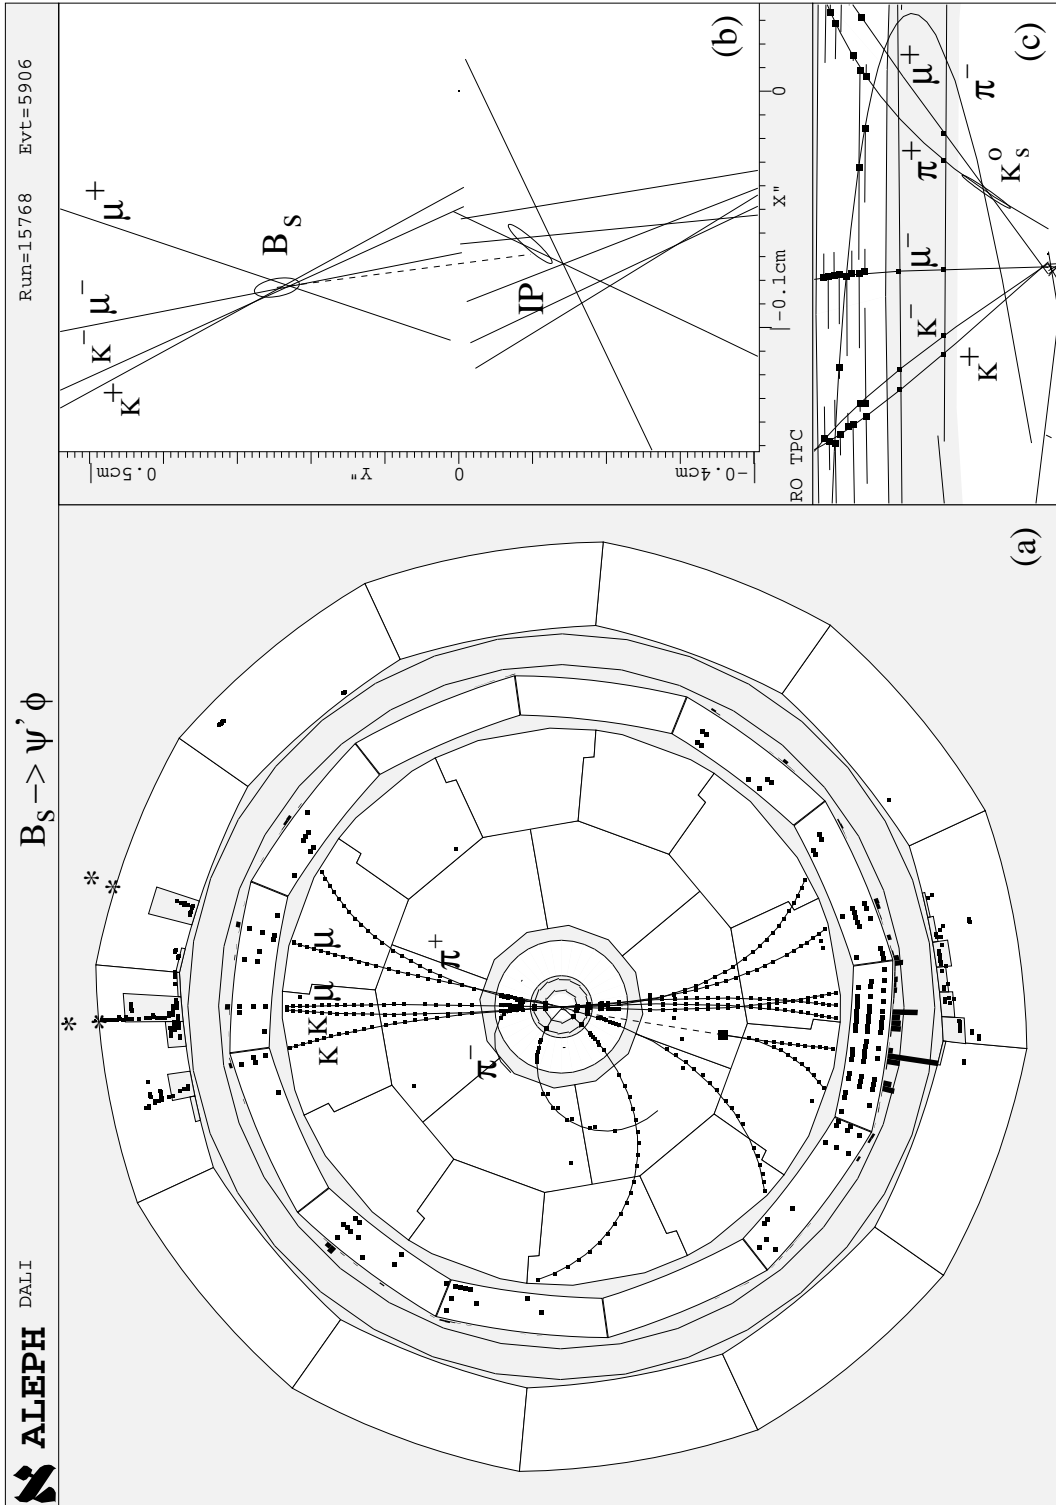 ALEPH DALI
B_S –> ψ’ ϕ
Run=15768 Evt=5906
* *
* *
K K μ μ
π⁻ π⁺
(a)
K⁺ K⁻ μ⁻ μ⁺
B_S
IP
|0.5cm Y" 0 −0.4cm|
|−0.1cm X" 0
(b)
RO TPC
K⁺ K⁻ μ⁻ π⁺ μ⁺
K_s^o π⁻
(c)